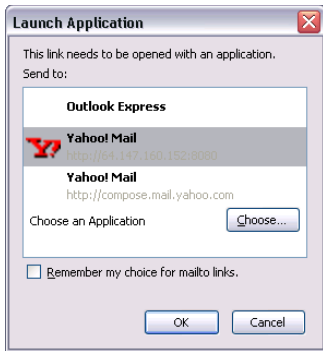 Launch Application
This link needs to be opened with an application.
Send to:
Outlook Express
Yahoo! Mail
http://64.147.160.152:8080
Yahoo! Mail
http://compose.mail.yahoo.com
Choose an Application
Choose...
Remember my choice for mailto links.
OK
Cancel